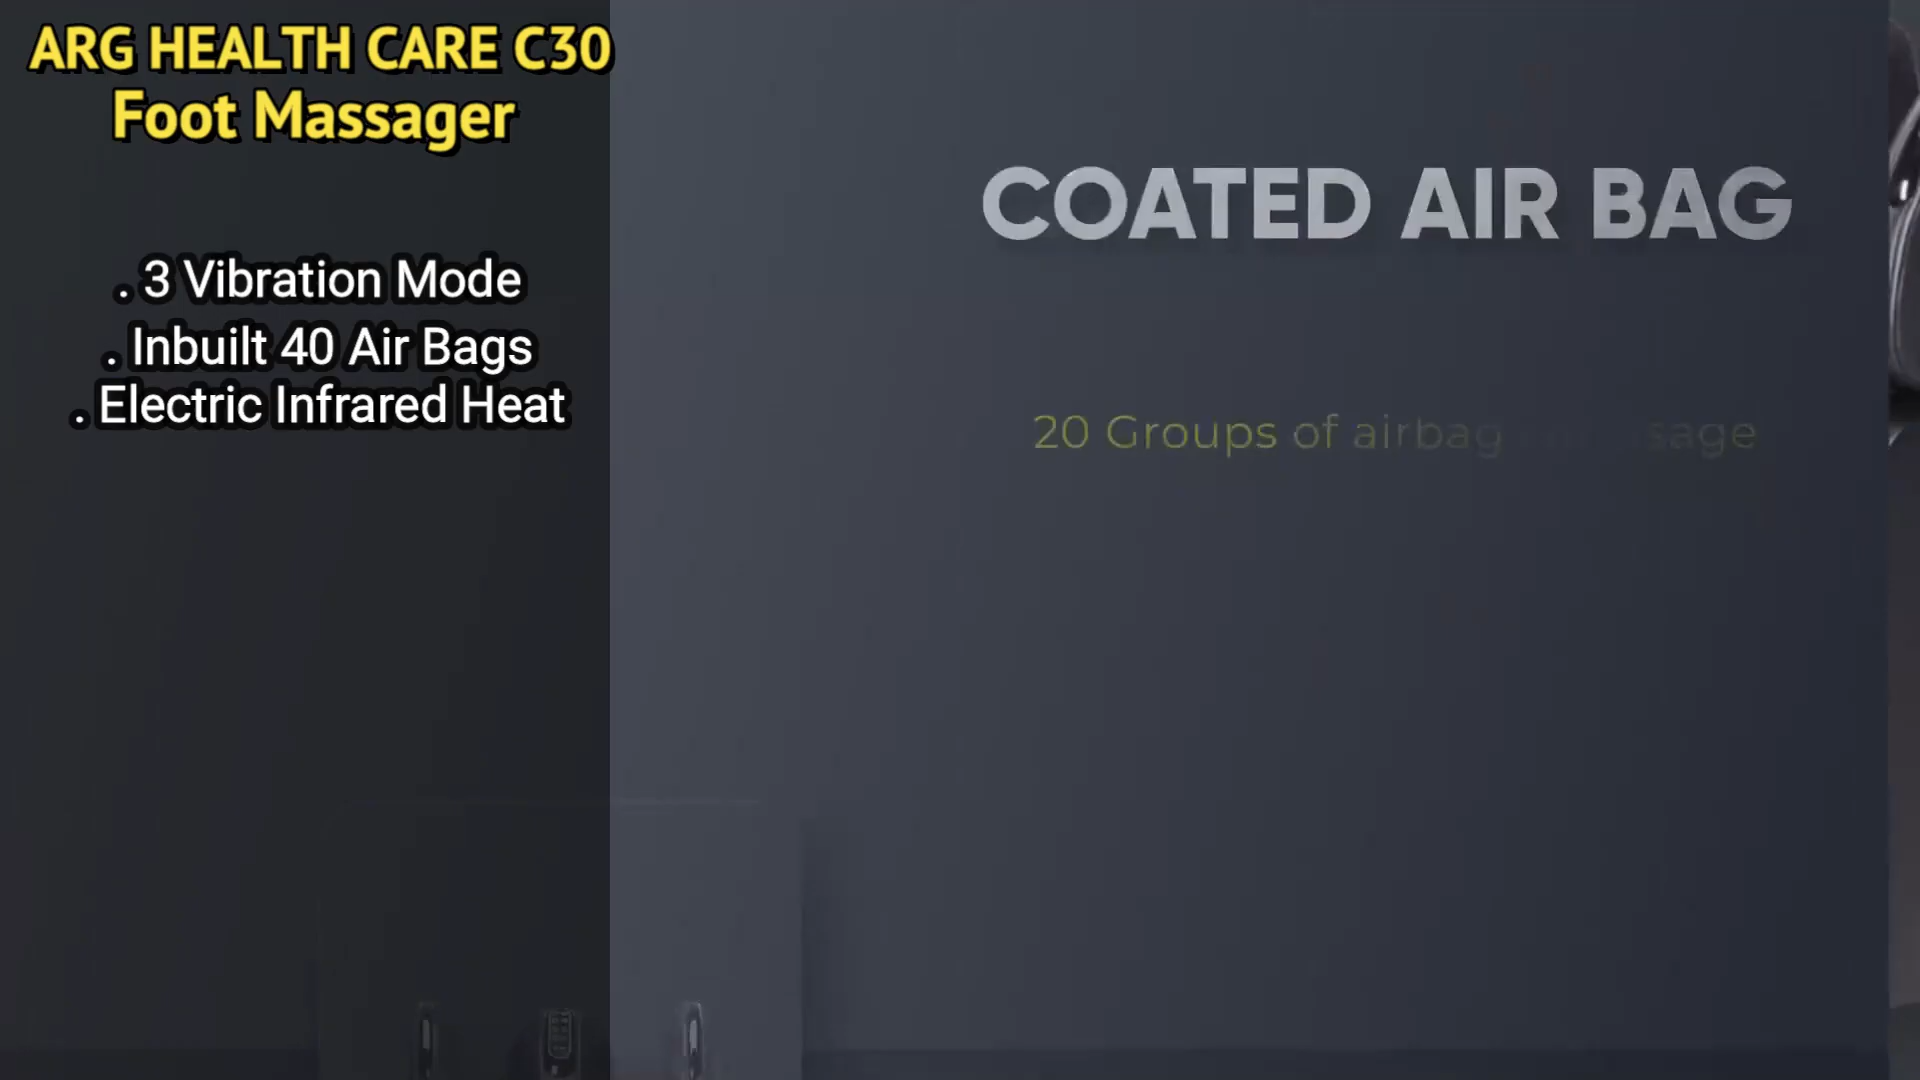 ARG HEALTH CARE C30
Foot Massager
. 3 Vibration Mode
. Inbuilt 40 Air Bags
. Electric Infrared Heat
COATED AIR BAG
20 Groups of airbag